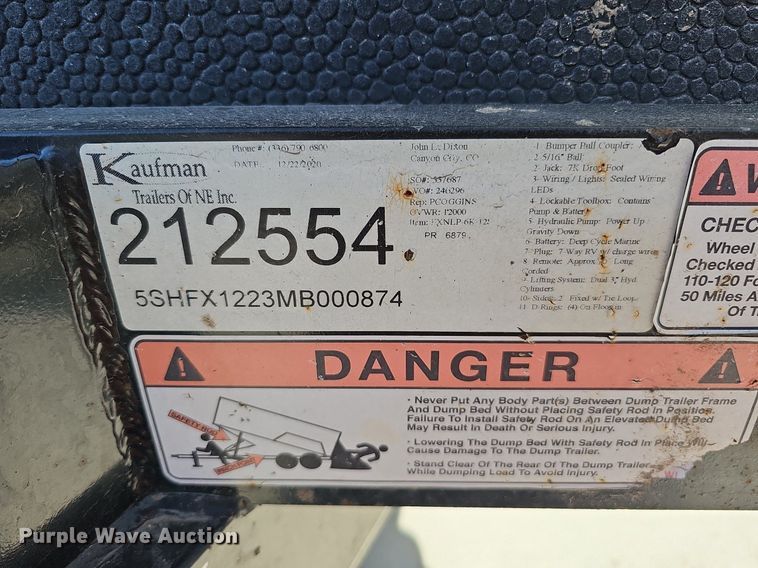 Kaufman
Trailers Of NE Inc.
212554
5SHFX1223MB000874
Phone # (336) 790 6800
DATE 12/22/2020
John L. Dixon
Canyon City, CO
SO#: 357687
WO#: 246296
Rep: PCOGGINS
GVWR: 12000
PR 6879
1 Bumper Pull Coupler:
2-5/16" Ball
2 Jack: 7K Drop Foot
3 - Wiring / Lights: Sealed Wiring
LEDs
4 - Lockable Toolbox: Contains
Pump & Battery
5 Hydraulic Pump: Power Up
Gravity Down
6 Battery: Deep Cycle Marine
7 - Plug: 7-Way RV w/ charge wire
8 Remote: Approx Long
Corded
9 - Lifting System: Dual 3" Hyd
Cylinders
10- Sides: 2' Fixed w/ Tie Loop
11 D-Rings: (4) On Floor
W
CHEC
Wheel
Checked
110-120 Fo
50 Miles A
Of T
DANGER
SAFETY ROD
· Never Put Any Body Part(s) Between Dump Trailer Frame
And Dump Bed Without Placing Safety Rod In Position.
Failure To Install Safety Rod On An Elevated Dump Bed
May Result In Death Or Serious Injury.
· Lowering The Dump Bed With Safety Rod In Place Will
Cause Damage To The Dump Trailer.
· Stand Clear Of The Rear Of The Dump Trailer
While Dumping Load To Avoid Injury.
Purple Wave Auction